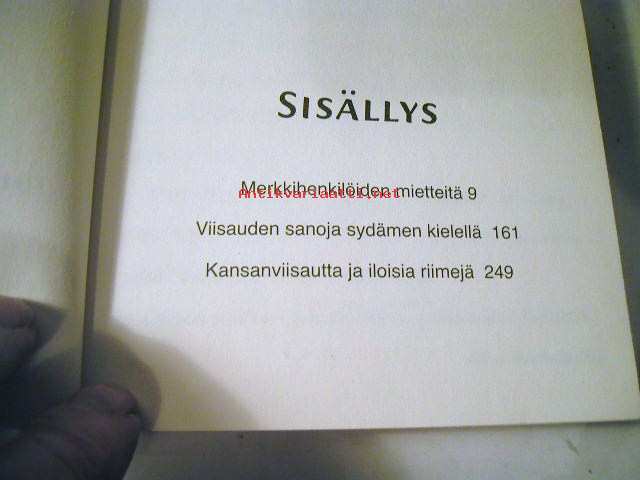 SISÄLLYS
Merkkihenkilöiden mietteitä 9
antikvariaatti.net
Viisauden sanoja sydämen kielellä 161
Kansanviisautta ja iloisia riimejä 249